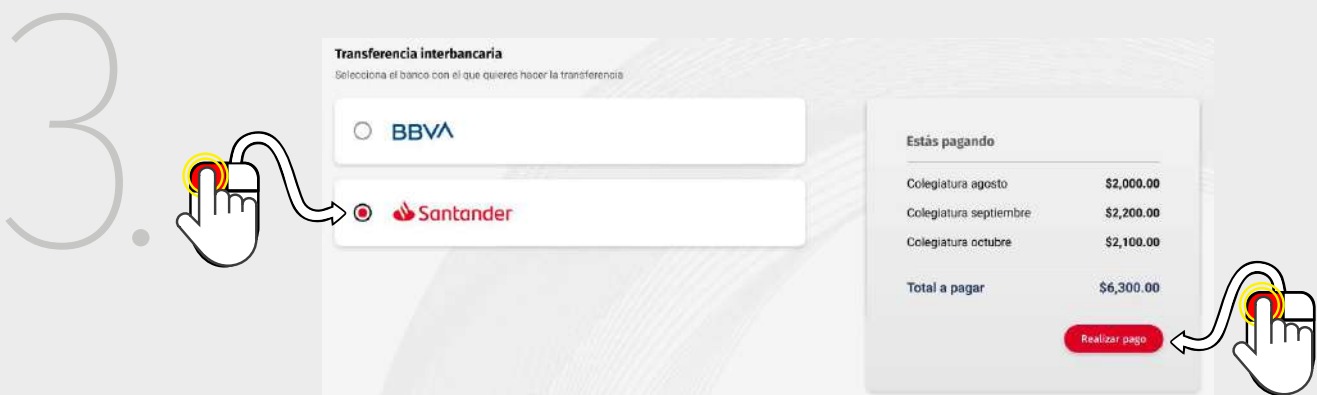 3.
Transferencia interbancaria
Selecciona el banco con el que quieres hacer la transferencia
BBVA
Santander
Estás pagando
Colegiatura agosto $2,000.00
Colegiatura septiembre $2,200.00
Colegiatura octubre $2,100.00
Total a pagar $6,300.00
Realizar pago